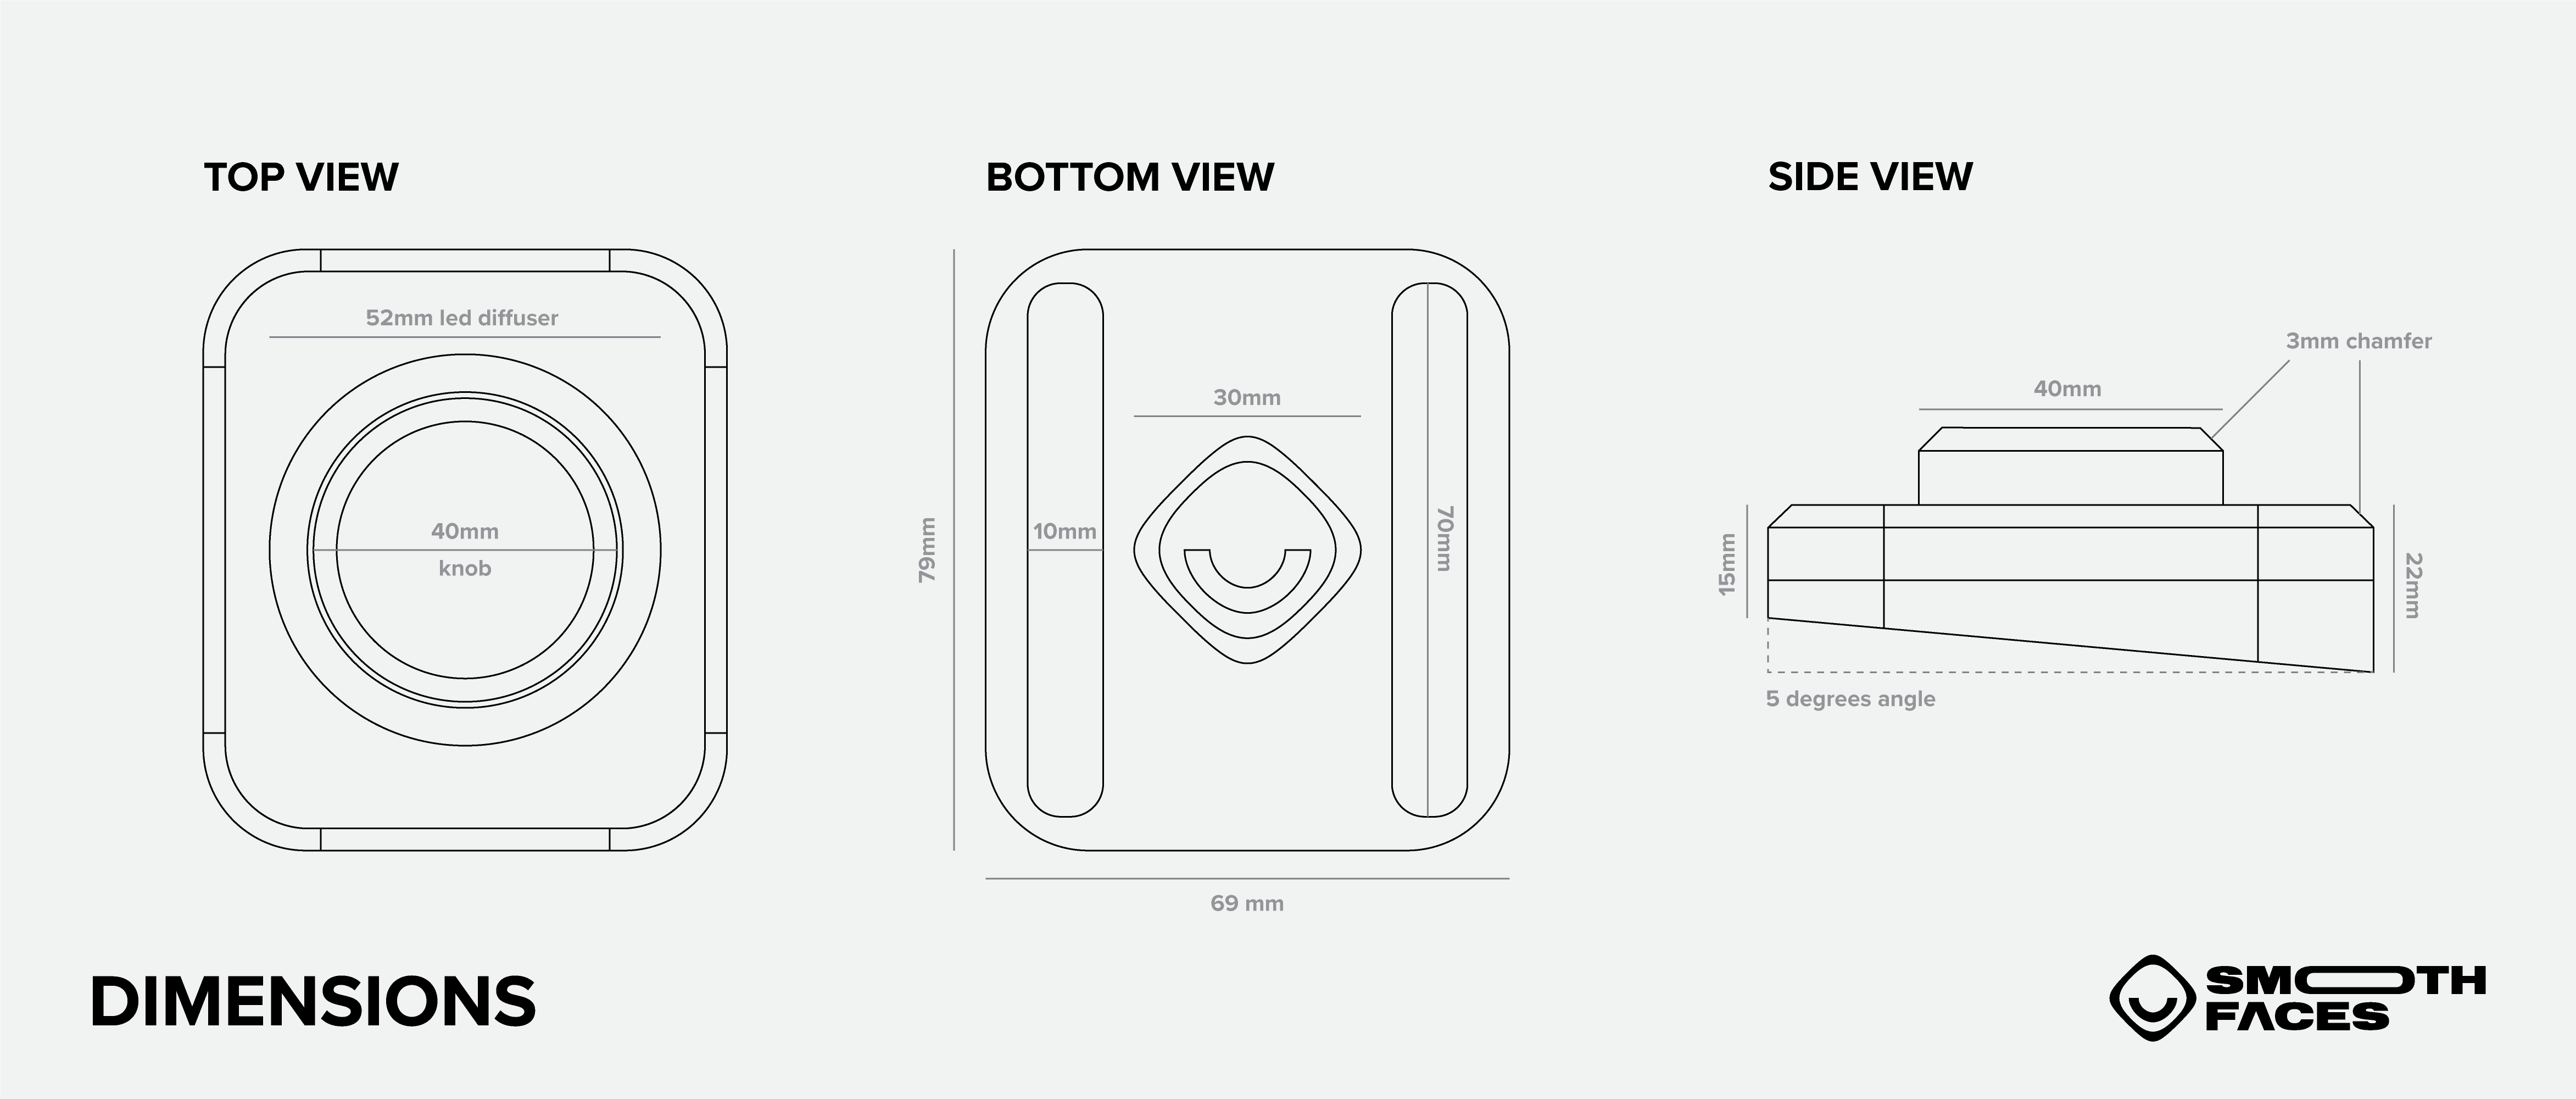 TOP VIEW
52mm led diffuser
40mm
knob
BOTTOM VIEW
79mm
30mm
10mm
70mm
69 mm
SIDE VIEW
3mm chamfer
40mm
15mm
22mm
5 degrees angle
DIMENSIONS
SMOOTH
FACES